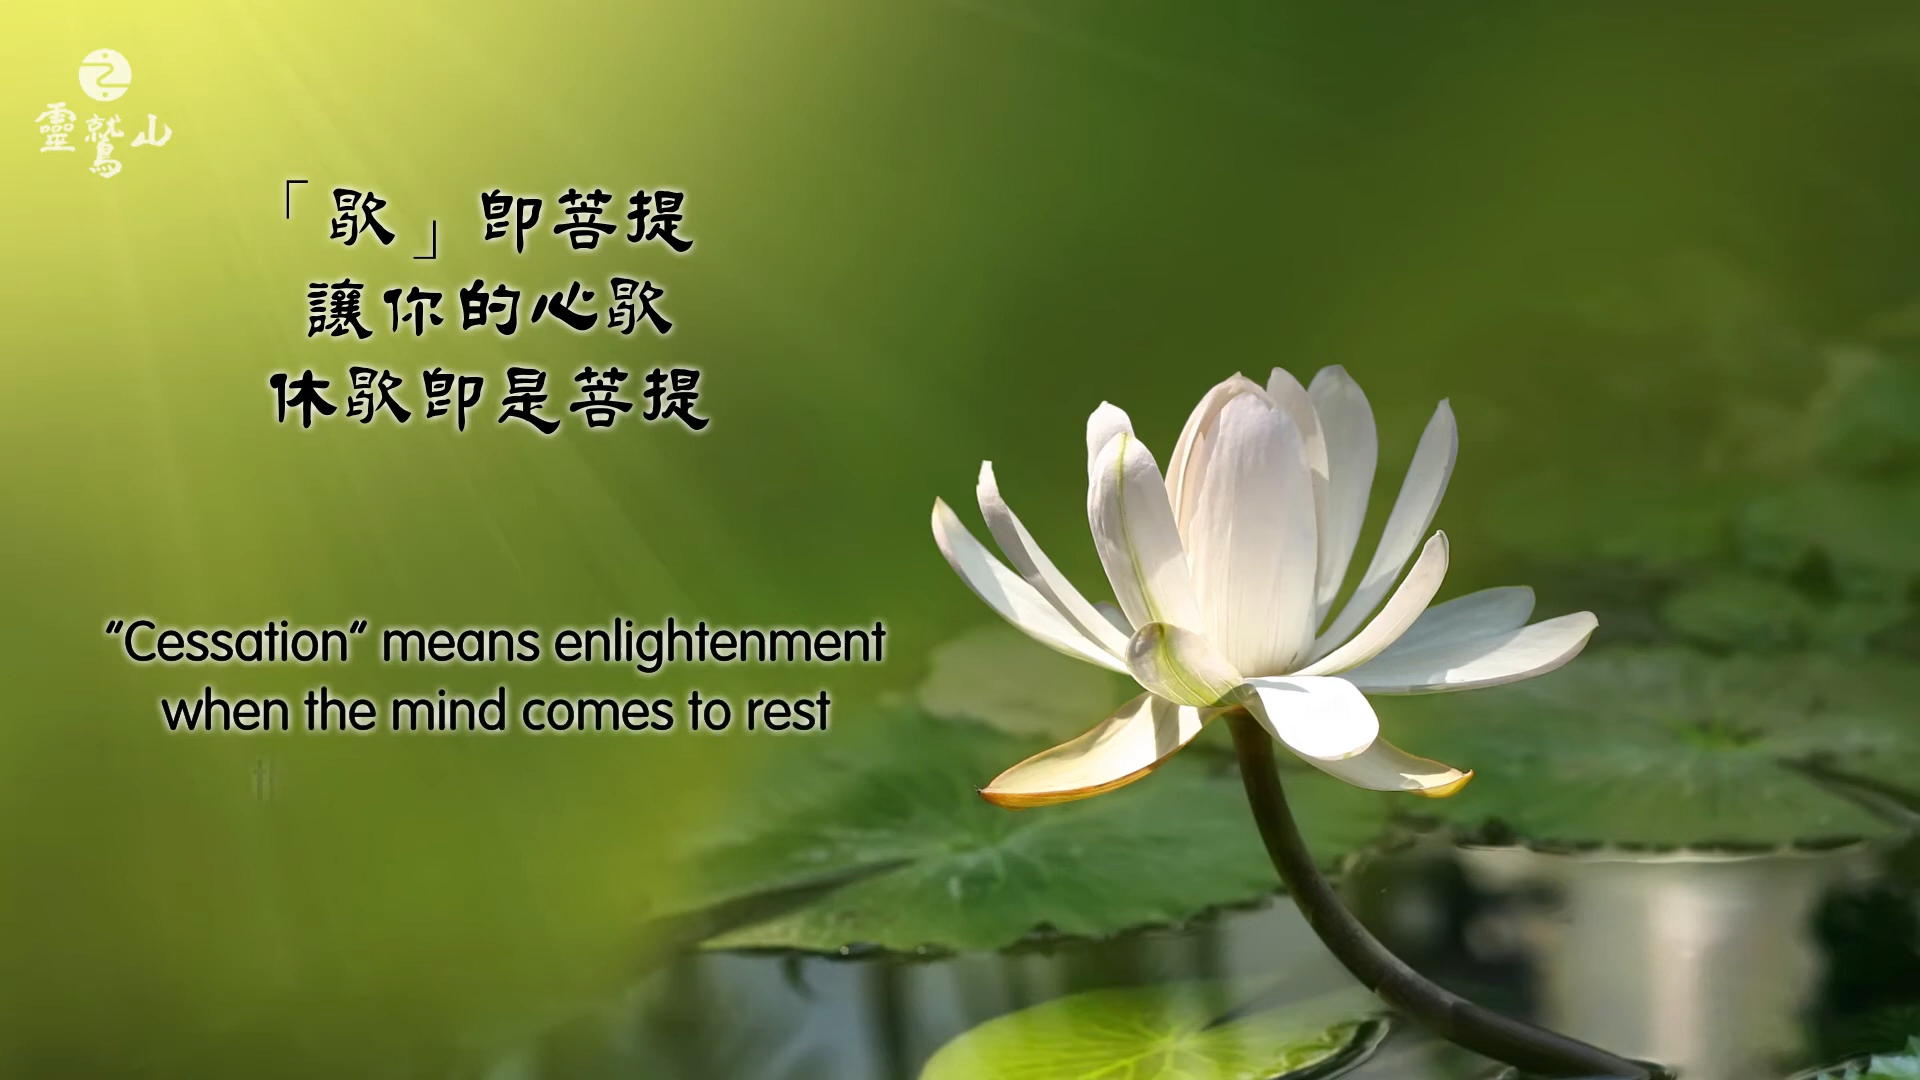 靈鷲山
「歇」即菩提
讓你的心歇
休歇即是菩提
“Cessation” means enlightenment
when the mind comes to rest